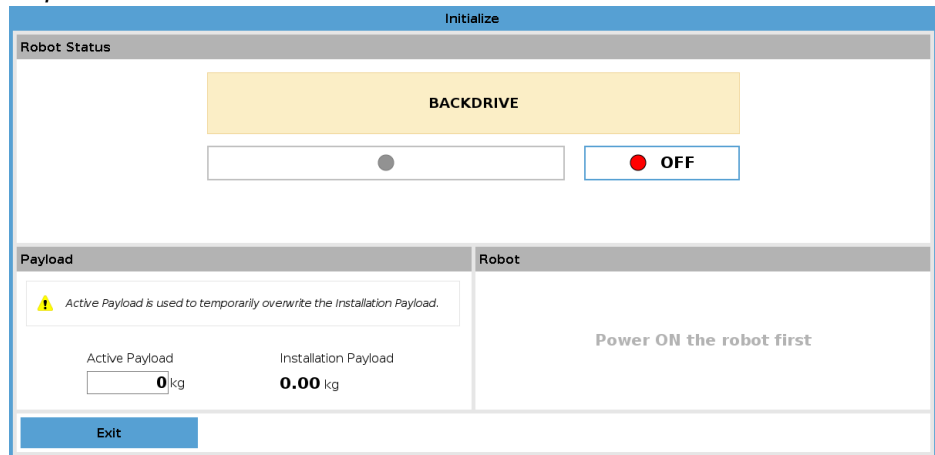 Initialize
Robot Status
BACKDRIVE
OFF
Payload
Robot
Active Payload is used to temporarily overwrite the Installation Payload.
Power ON the robot first
Active Payload
Installation Payload
0 kg
0.00 kg
Exit